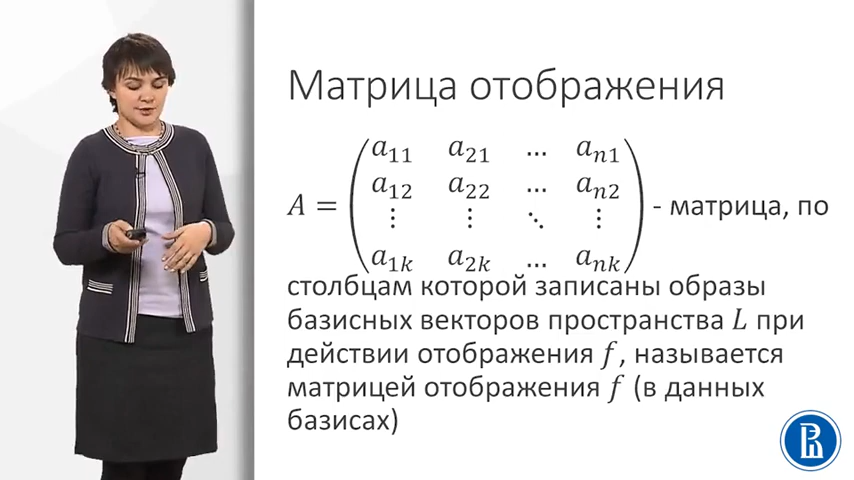 Матрица отображения
a₁₁ a₂₁ … aₙ₁
a₁₂ a₂₂ … aₙ₂
A = ⋮ ⋮ ⋱ ⋮ - матрица, по
a₁ₖ a₂ₖ … aₙₖ
столбцам которой записаны образы
базисных векторов пространства L при
действии отображения f, называется
матрицей отображения f (в данных
базисах)